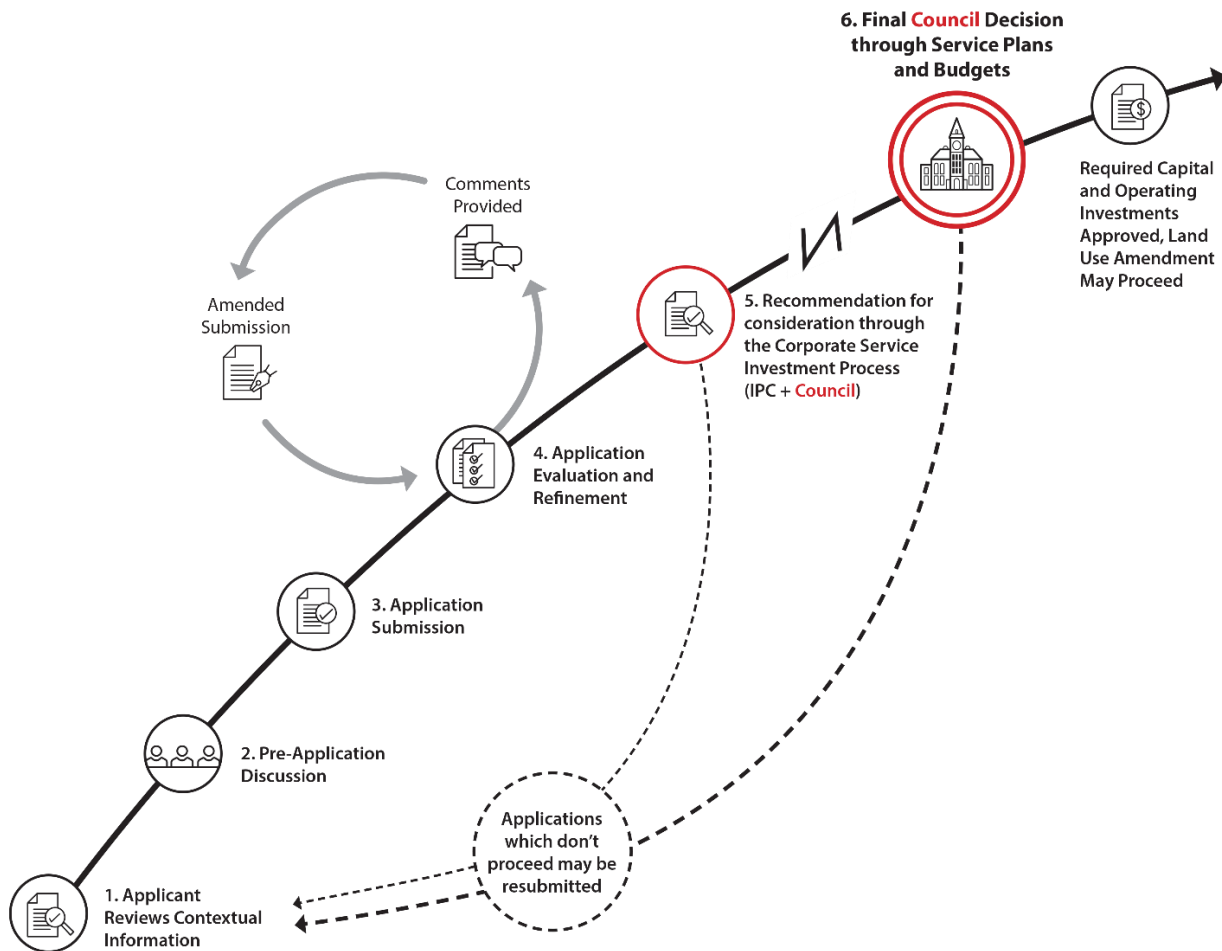 6. Final Council Decision
through Service Plans
and Budgets
Required Capital
and Operating
Investments
Approved, Land
Use Amendment
May Proceed
Comments
Provided
Amended
Submission
5. Recommendation for
consideration through
the Corporate Service
Investment Process
(IPC + Council)
4. Application
Evaluation and
Refinement
3. Application
Submission
2. Pre-Application
Discussion
Applications
which don’t
proceed may be
resubmitted
1. Applicant
Reviews Contextual
Information
$